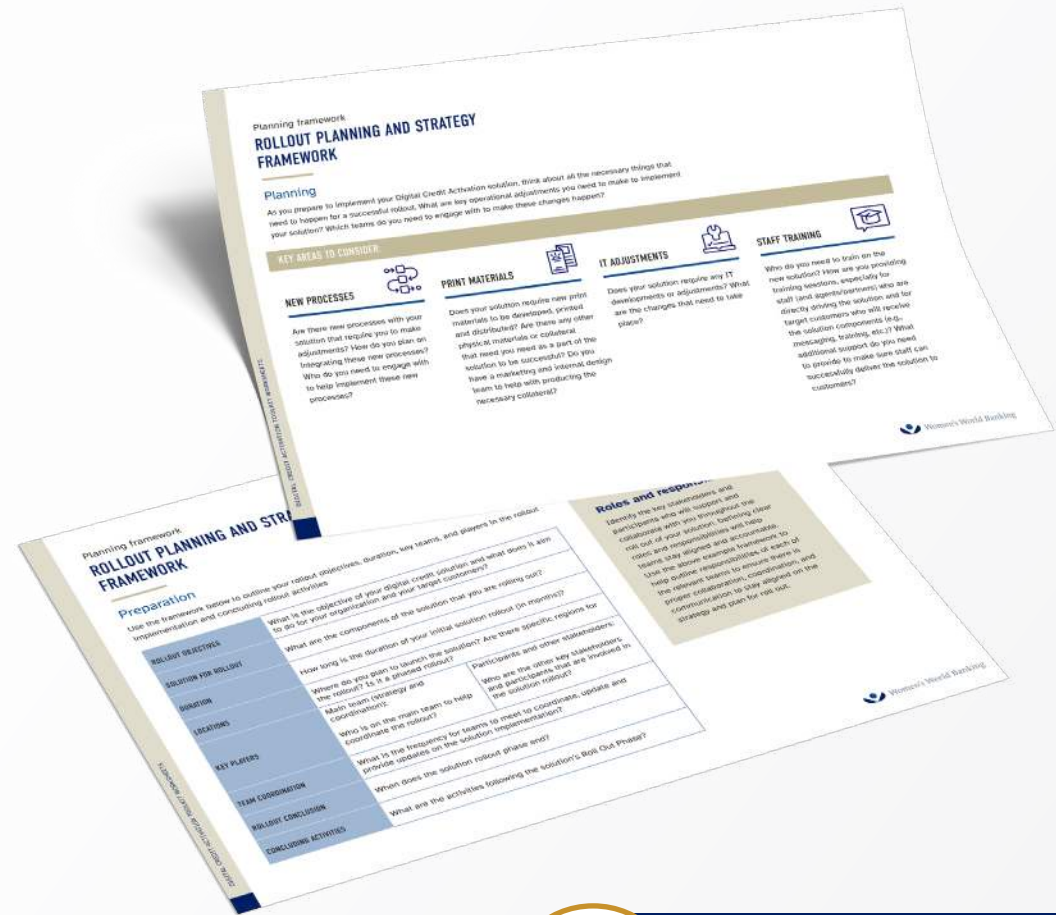 Planning framework
ROLLOUT PLANNING AND STRATEGY
FRAMEWORK
Planning
As you prepare to implement your Digital Credit Activation solution, think about all the necessary things that
need to happen for a successful rollout. What are key operational adjustments you need to make to implement
your solution? Which teams do you need to engage with to make these changes happen?
KEY AREAS TO CONSIDER:
NEW PROCESSES
Are there new processes with your
solution that require you to make
adjustments? How do you plan on
integrating these new processes?
Who do you need to engage with
to help implement these new
processes?
PRINT MATERIALS
Does your solution require new print
materials to be developed, printed
and distributed? Are there any other
physical materials or collateral
that need you need as a part of the
solution to be successful? Do you
have a marketing and internal design
team to help with producing the
necessary collateral?
IT ADJUSTMENTS
Does your solution require any IT
developments or adjustments? What
are the changes that need to take
place?
STAFF TRAINING
Who do you need to train on the
new solution? How are you providing
training sessions, especially for
staff (and agents/partners) who are
directly driving the solution and for
target customers who will receive
the solution components (e.g.,
messaging, training, etc.)? What
additional support do you need
to provide to make sure staff can
successfully deliver the solution to
customers?
DIGITAL CREDIT ACTIVATION TOOLKIT WORKSHEETS
Women's World Banking
Planning framework
ROLLOUT PLANNING AND STR
FRAMEWORK
Preparation
Use the framework below to outline your rollout objectives, duration, key teams, and players in the rollout
implementation and concluding rollout activities
ROLLOUT OBJECTIVES
What is the objective of your digital credit solution and what does it aim
to do for your organization and your target customers?
SOLUTION FOR ROLLOUT
What are the components of the solution that you are rolling out?
DURATION
How long is the duration of your initial solution rollout (in months)?
LOCATIONS
Where do you plan to launch the solution? Are there specific regions for
the rollout? Is it a phased rollout?
KEY PLAYERS
Main team (strategy and
coordination):
Who is on the main team to help
coordinate the rollout?
Participants and other stakeholders:
Who are the other key stakeholders
and participants that are involved in
the solution rollout?
TEAM COORDINATION
What is the frequency for teams to meet to coordinate, update and
provide updates on the solution implementation?
ROLLOUT CONCLUSION
When does the solution rollout phase end?
CONCLUDING ACTIVITIES
What are the activities following the solution's Roll Out Phase?
Roles and respons
Identify the key stakeholders and
participants who will support and
collaborate with you throughout the
roll out of your solution. Defining clear
roles and responsibilities will help
teams stay aligned and accountable.
Use the above example framework to
help outline responsibilities of each of
the relevant teams to ensure there is
proper collaboration, coordination, and
communication to stay aligned on the
strategy and plan for roll out.
DIGITAL CREDIT ACTIVATION TOOLKIT WORKSHEETS
Women's World Banking